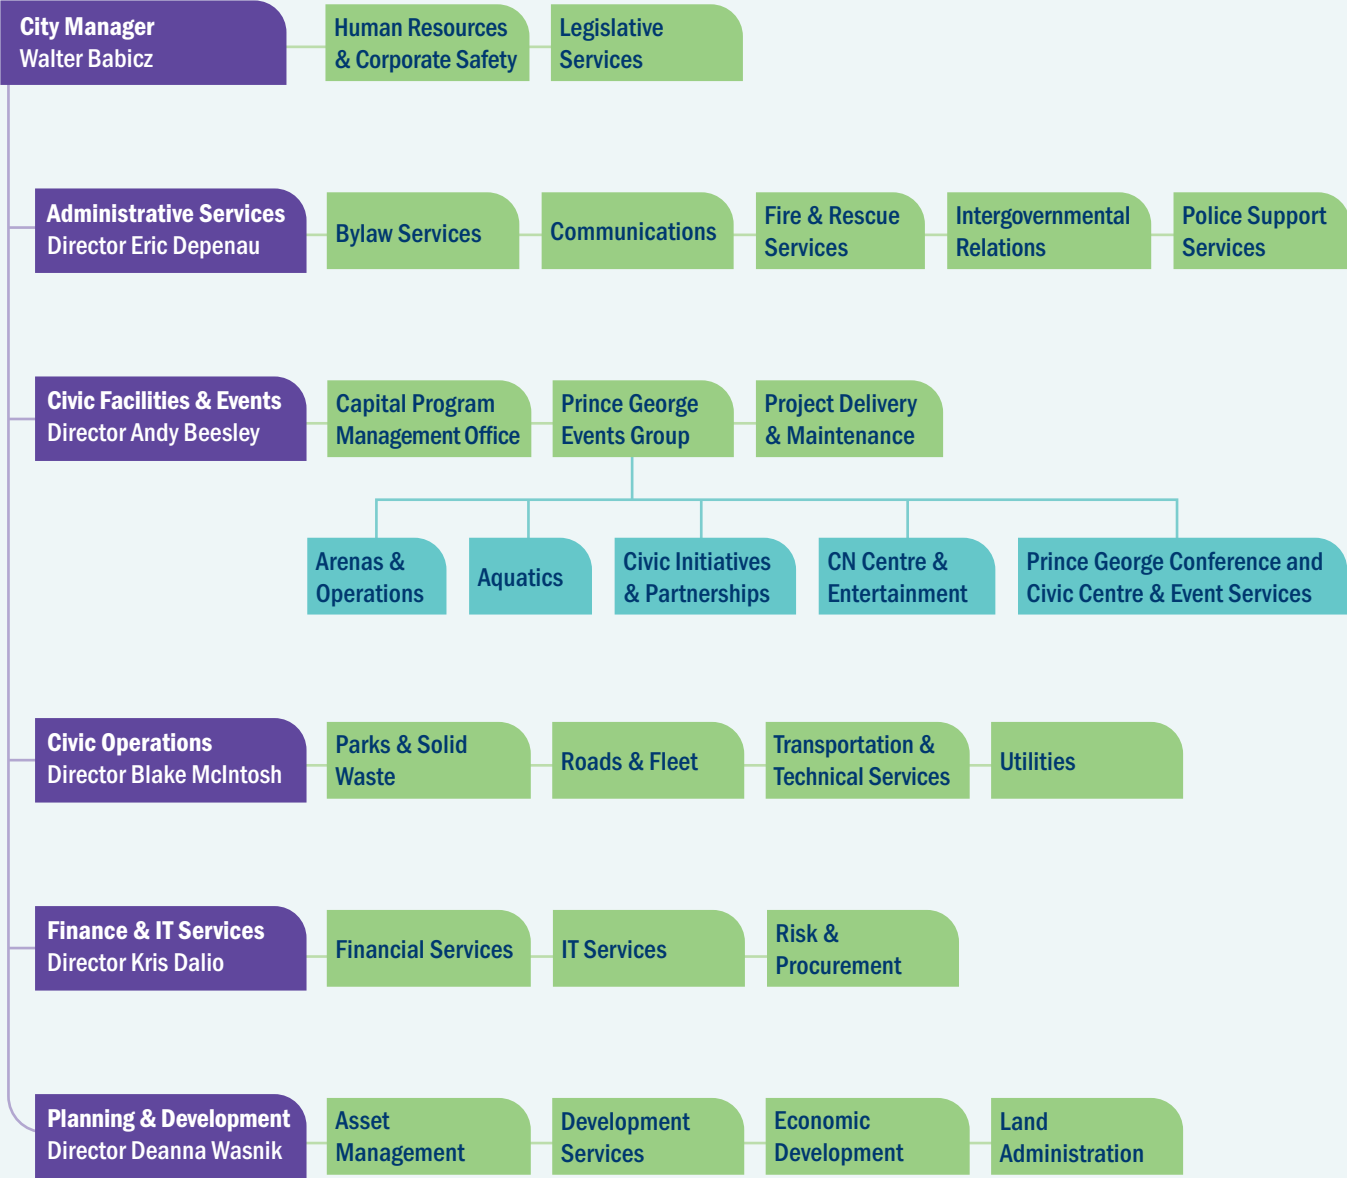 City Manager
Walter Babicz
Human Resources
& Corporate Safety
Legislative
Services
Administrative Services
Director Eric Depenau
Bylaw Services
Communications
Fire & Rescue
Services
Intergovernmental
Relations
Police Support
Services
Civic Facilities & Events
Director Andy Beesley
Capital Program
Management Office
Prince George
Events Group
Project Delivery
& Maintenance
Arenas &
Operations
Aquatics
Civic Initiatives
& Partnerships
CN Centre &
Entertainment
Prince George Conference and
Civic Centre & Event Services
Civic Operations
Director Blake McIntosh
Parks & Solid
Waste
Roads & Fleet
Transportation &
Technical Services
Utilities
Finance & IT Services
Director Kris Dalio
Financial Services
IT Services
Risk &
Procurement
Planning & Development
Director Deanna Wasnik
Asset
Management
Development
Services
Economic
Development
Land
Administration